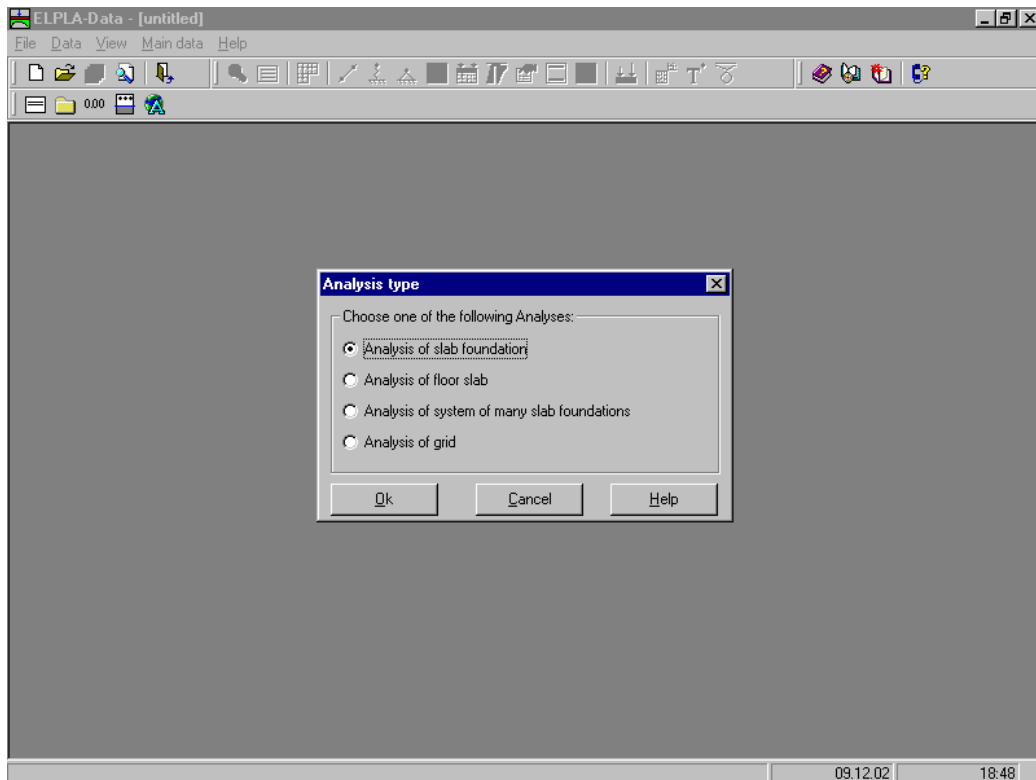 ELPLA-Data - [untitled]
File Data View Main data Help
0.00
Analysis type
Choose one of the following Analyses:
Analysis of slab foundation
Analysis of floor slab
Analysis of system of many slab foundations
Analysis of grid
Ok Cancel Help
09.12.02 18:48